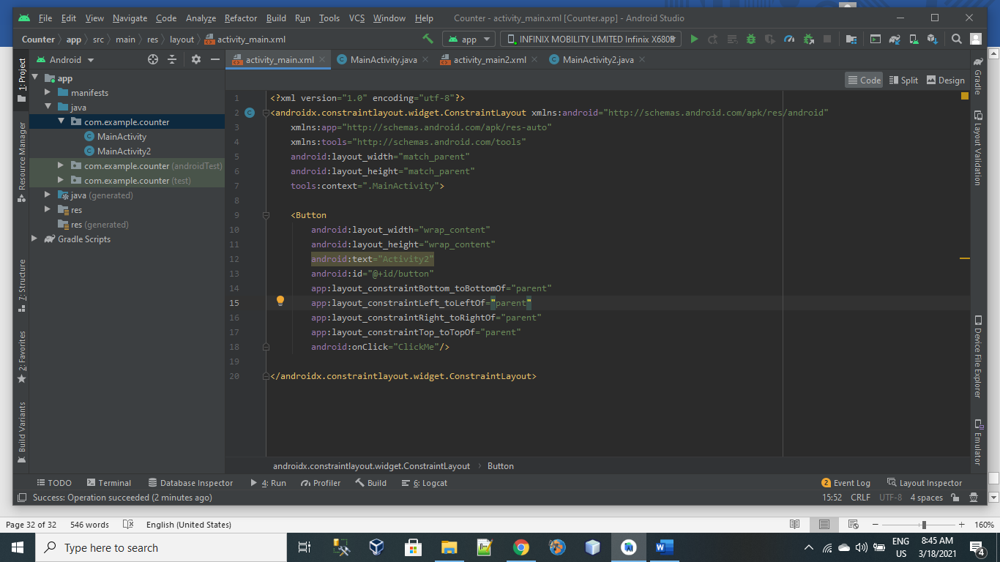 File Edit View Navigate Code Analyze Refactor Build Run Tools VCS Window Help Counter - activity_main.xml [Counter.app] - Android Studio
Counter app src main res layout activity_main.xml app INFINIX MOBILITY LIMITED Infinix X680B
Android activity_main.xml MainActivity.java activity_main2.xml MainActivity2.java
Code Split Design
1: Project
Resource Manager
7: Structure
2: Favorites
Build Variants
app
manifests
java
com.example.counter
MainActivity
MainActivity2
com.example.counter (androidTest)
com.example.counter (test)
java (generated)
res
res (generated)
Gradle Scripts
1 <?xml version="1.0" encoding="utf-8"?>
2 <androidx.constraintlayout.widget.ConstraintLayout xmlns:android="http://schemas.android.com/apk/res/android"
3 xmlns:app="http://schemas.android.com/apk/res-auto"
4 xmlns:tools="http://schemas.android.com/tools"
5 android:layout_width="match_parent"
6 android:layout_height="match_parent"
7 tools:context=".MainActivity">
8
9 <Button
10 android:layout_width="wrap_content"
11 android:layout_height="wrap_content"
12 android:text="Activity2"
13 android:id="@+id/button"
14 app:layout_constraintBottom_toBottomOf="parent"
15 app:layout_constraintLeft_toLeftOf="parent"
16 app:layout_constraintRight_toRightOf="parent"
17 app:layout_constraintTop_toTopOf="parent"
18 android:onClick="ClickMe"/>
19
20 </androidx.constraintlayout.widget.ConstraintLayout>
Gradle
Layout Validation
Device File Explorer
Emulator
androidx.constraintlayout.widget.ConstraintLayout Button
TODO Terminal Database Inspector 4: Run Profiler Build 6: Logcat 2 Event Log Layout Inspector
Success: Operation succeeded (2 minutes ago) 15:52 CRLF UTF-8 4 spaces
Page 32 of 32 546 words English (United States) 160%
Type here to search ENG 8:45 AM
US 3/18/2021 4